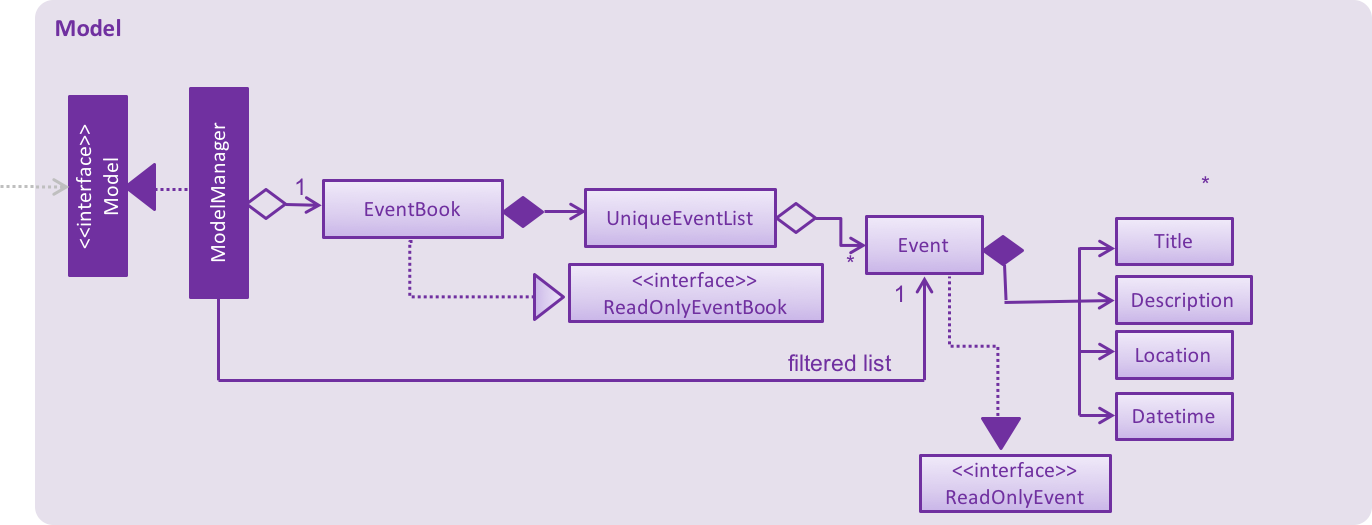 Model
<<interface>>
Model
ModelManager
1
EventBook
UniqueEventList
*
Event
1
<<interface>>
ReadOnlyEventBook
filtered list
*
Title
Description
Location
Datetime
<<interface>>
ReadOnlyEvent